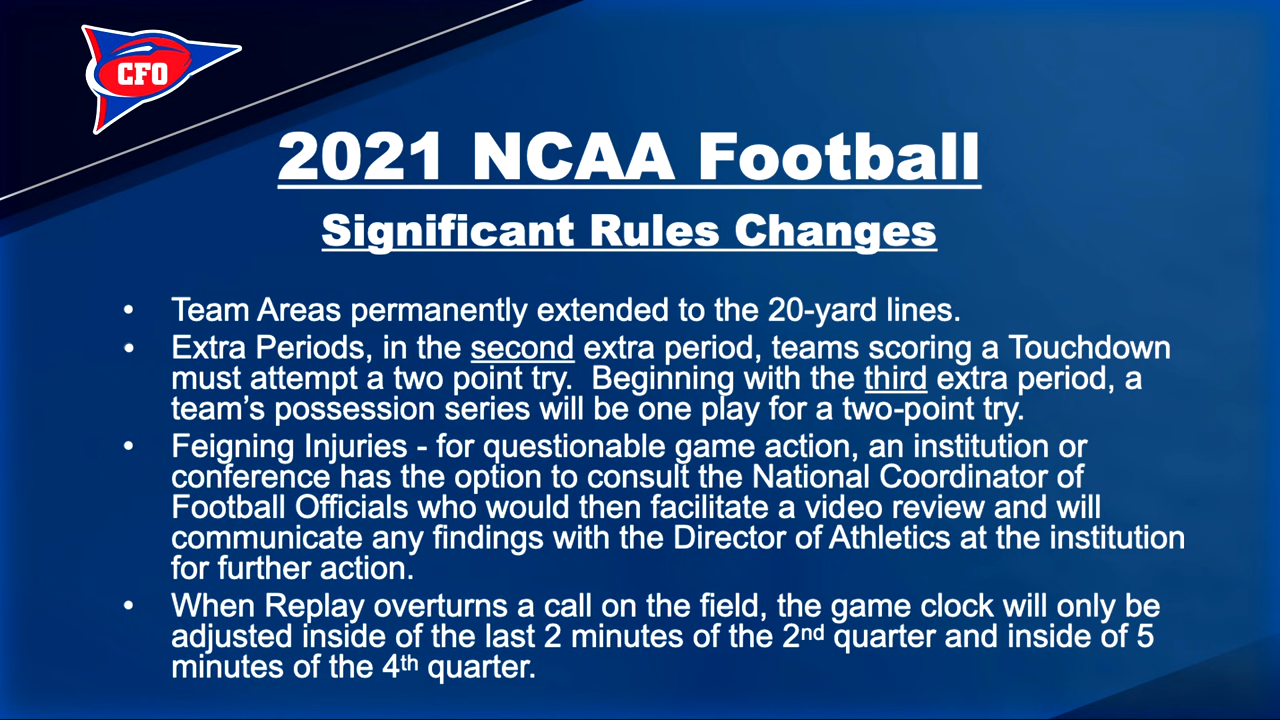 CFO
2021 NCAA Football
Significant Rules Changes
• Team Areas permanently extended to the 20-yard lines.
• Extra Periods, in the second extra period, teams scoring a Touchdown
must attempt a two point try.  Beginning with the third extra period, a
team’s possession series will be one play for a two-point try.
• Feigning Injuries - for questionable game action, an institution or
conference has the option to consult the National Coordinator of
Football Officials who would then facilitate a video review and will
communicate any findings with the Director of Athletics at the institution
for further action.
• When Replay overturns a call on the field, the game clock will only be
adjusted inside of the last 2 minutes of the 2nd quarter and inside of 5
minutes of the 4th quarter.